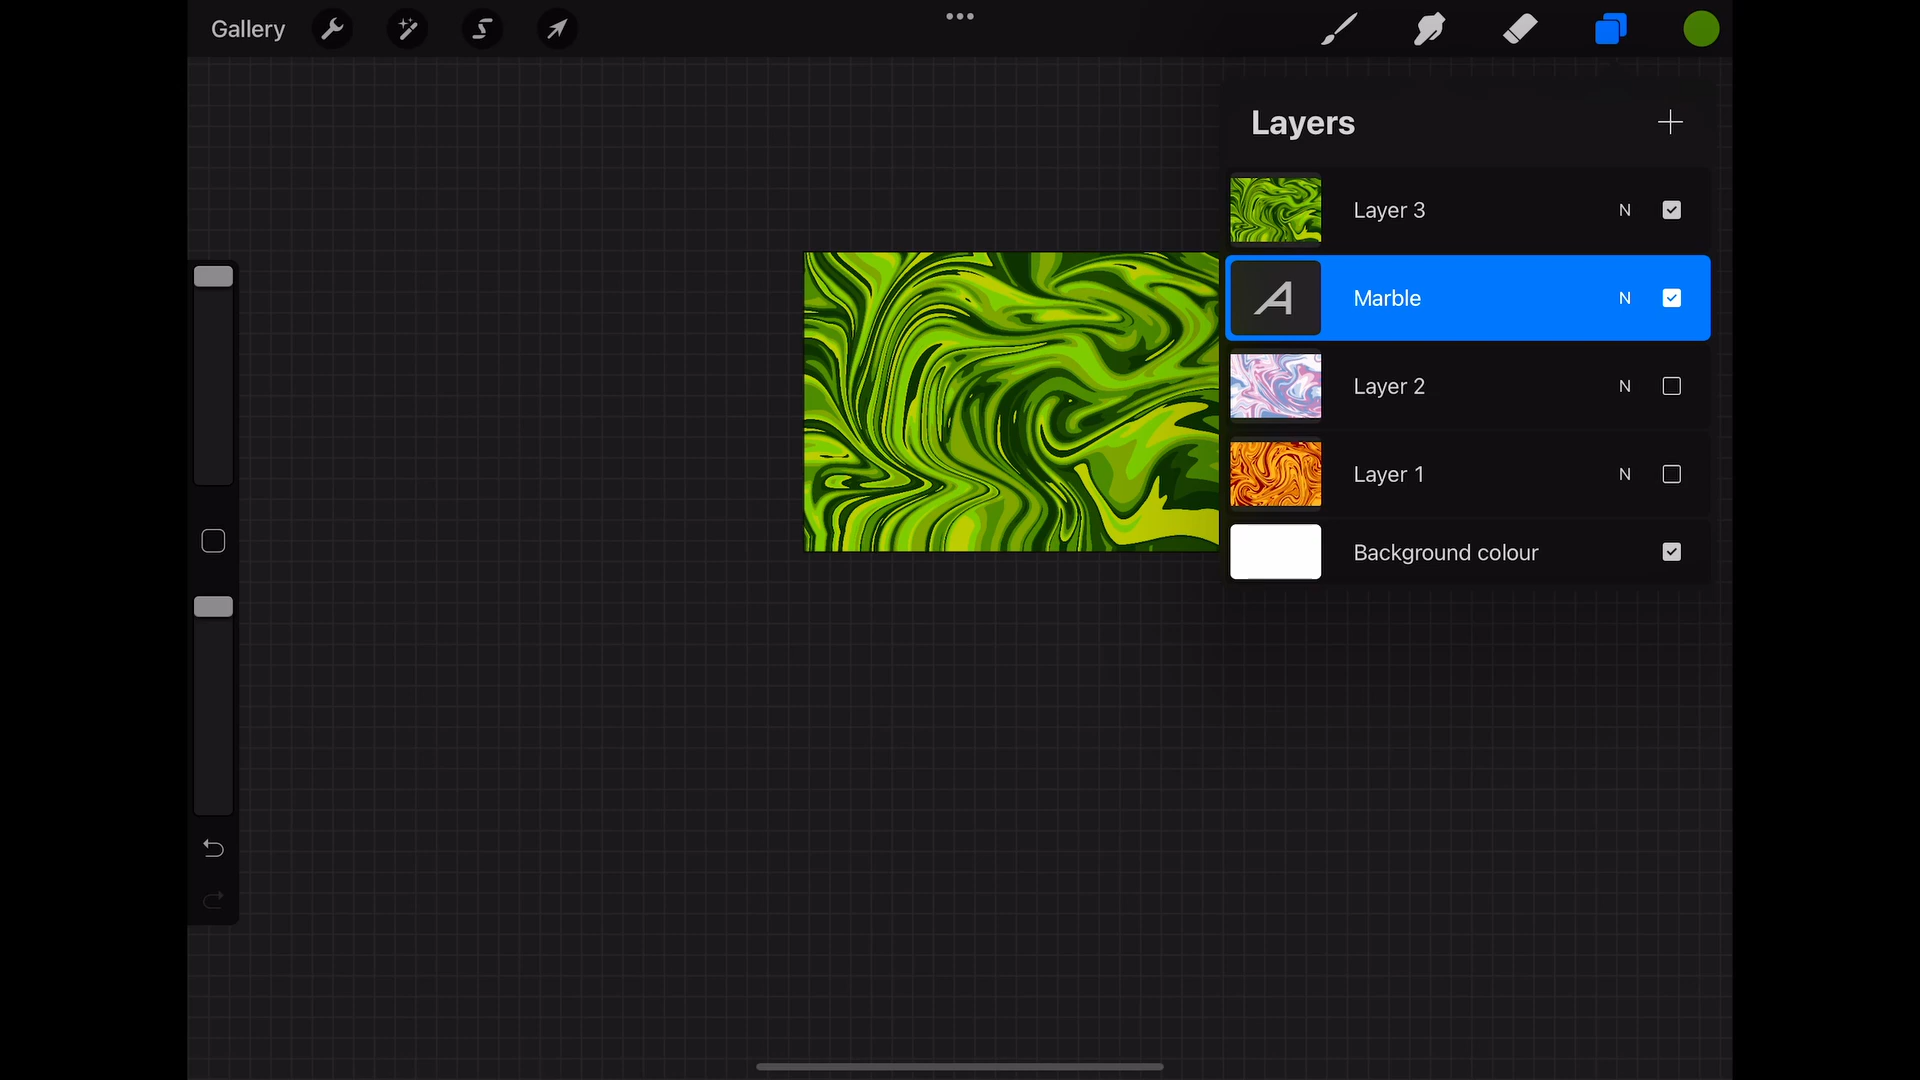 Gallery
Layers
Layer 3 N
A Marble N
Layer 2 N
Layer 1 N
Background colour